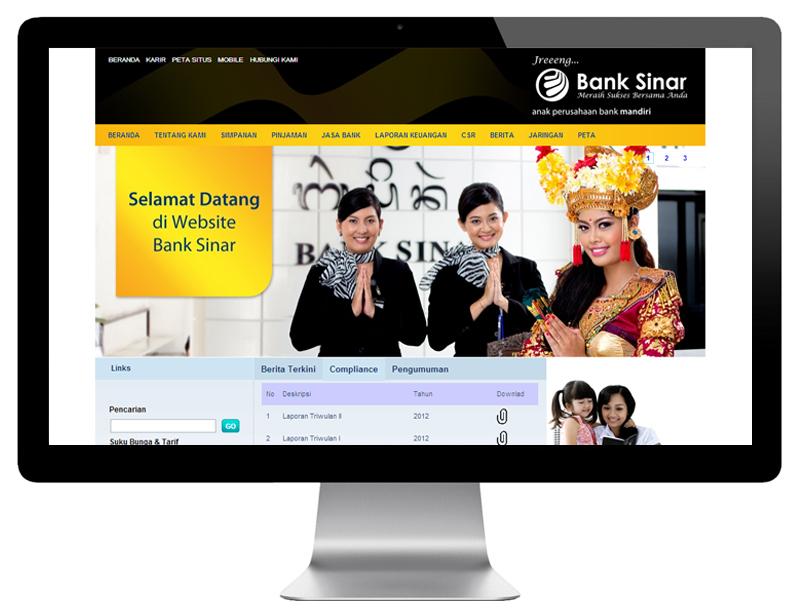 BERANDA KARIR PETA SITUS MOBILE HUBUNGI KAMI
Jreeeng...
Bank Sinar
Meraih Sukses Bersama Anda
anak perusahaan bank mandiri
BERANDA TENTANG KAMI SIMPANAN PINJAMAN JASA BANK LAPORAN KEUANGAN CSR BERITA JARINGAN PETA
1 2 3
Selamat Datang
di Website
Bank Sinar
BANK SINA
Links
Berita Terkini Compliance Pengumuman
No Deskripsi Tahun Downlad
1 Laporan Triwulan II 2012
2 Laporan Triwulan I 2012
Pencarian
GO
Suku Bunga & Tarif